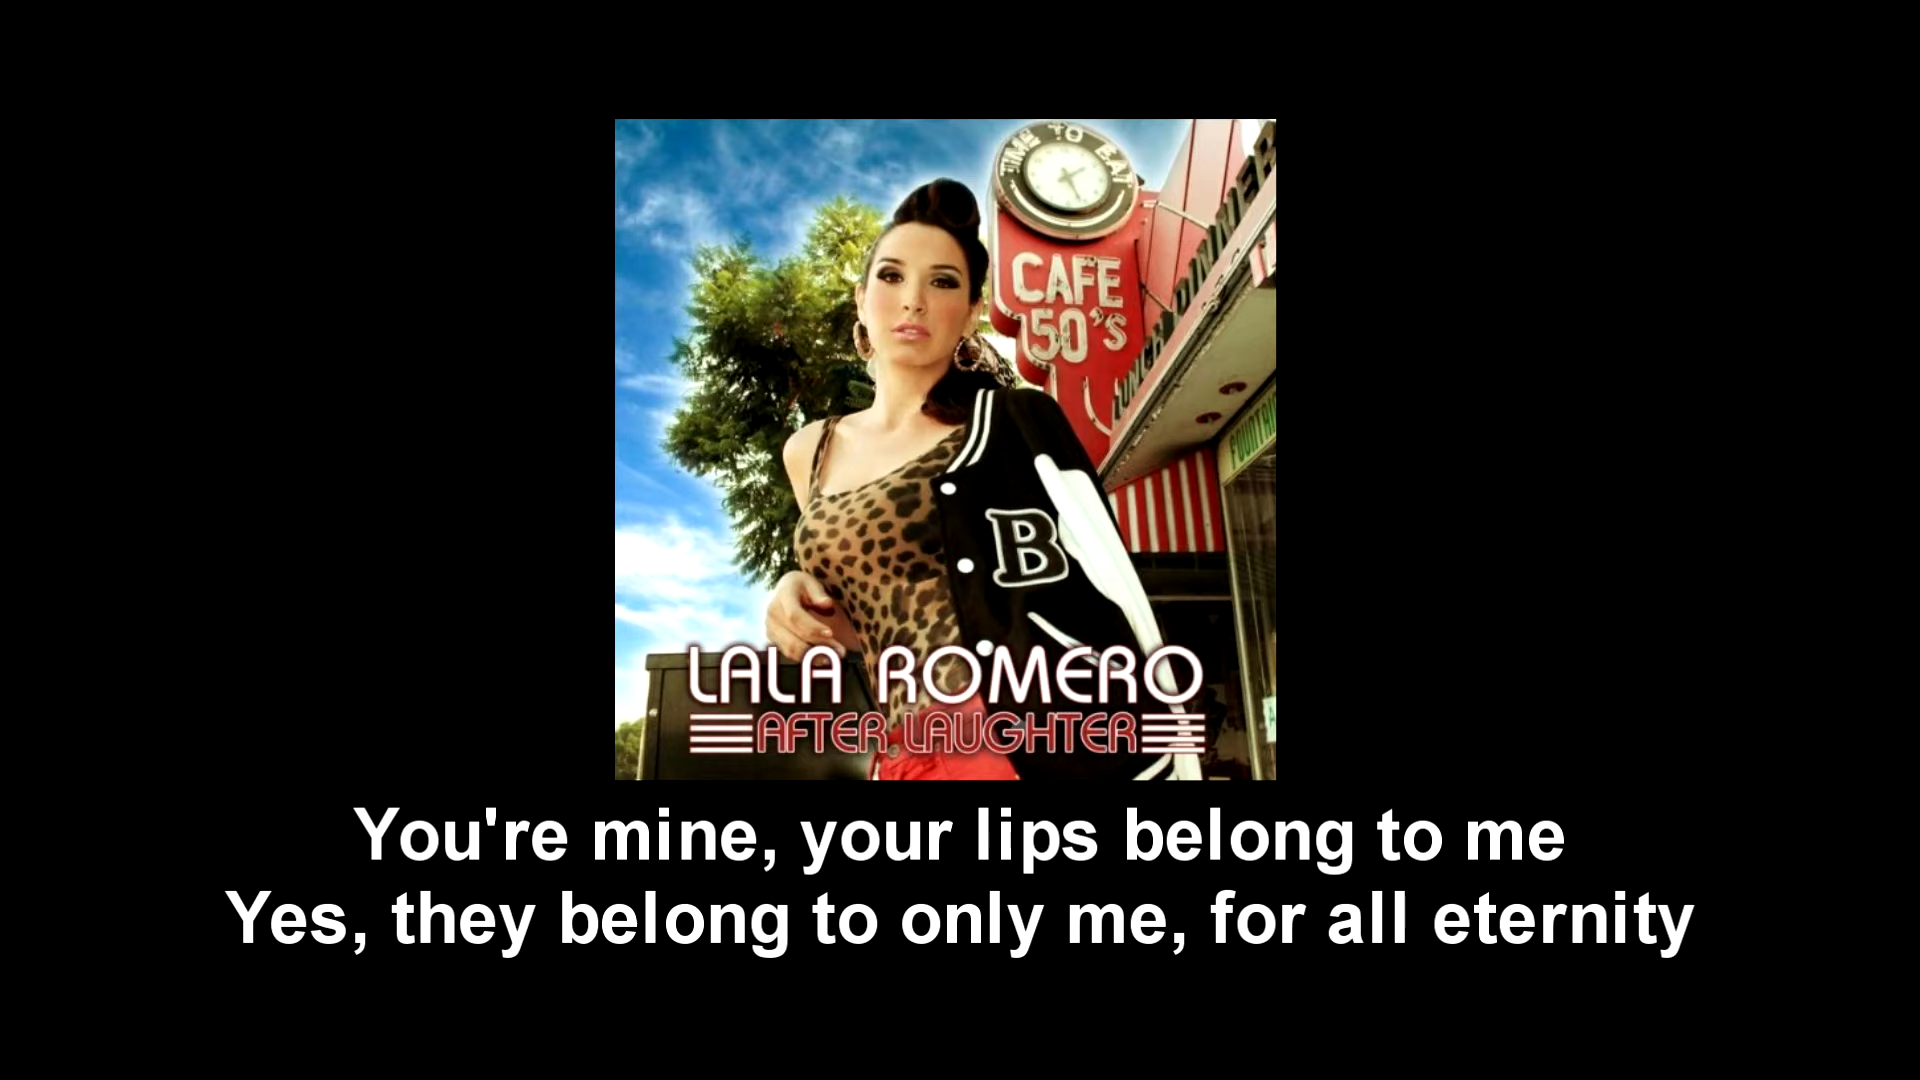 TIME TO EAT
CAFE
50'S
LUNCH DINNER
FOUNTAIN
B
LALA ROMERO
AFTER LAUGHTER
You're mine, your lips belong to me
Yes, they belong to only me, for all eternity